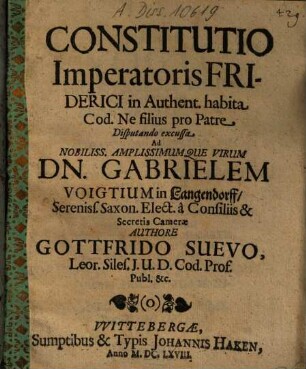 A. Diss. 10619
CONSTITUTIO
Imperatoris FRI-
DERICI in Authent. habita
Cod. Ne filius pro Patre
Disputando excussa
Ad
NOBILISS. AMPLISSIMUMQUE VIRUM
DN. GABRIELEM
VOIGTIUM in Langendorff/
Sereniss. Saxon. Elect. à Consiliis &
Secretis Cameræ
AUTHORE
GOTTFRIDO SUEVO,
Leor. Siles. J. U. D. Cod. Prof.
Publ. &c.
WITTEBERGÆ,
Sumptibus & Typis JOHANNIS HAKEN,
Anno M. DC. LXVIII.